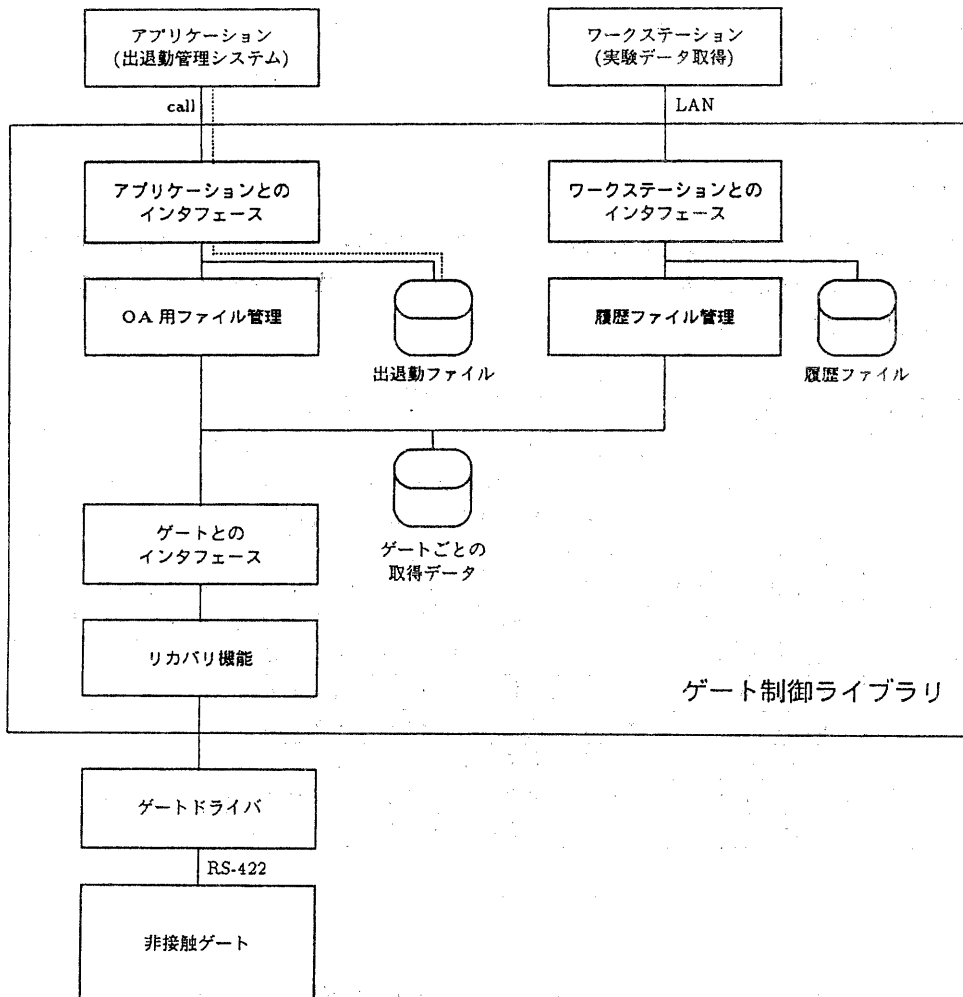 アプリケーション
(出退勤管理システム)
ワークステーション
(実験データ取得)
call
LAN
アプリケーションとの
インタフェース
ワークステーションとの
インタフェース
OA 用ファイル管理
履歴ファイル管理
出退勤ファイル
履歴ファイル
ゲートとの
インタフェース
ゲートごとの
取得データ
リカバリ機能
ゲート制御ライブラリ
ゲートドライバ
RS-422
非接触ゲート